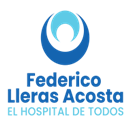 Federico
Lleras Acosta
EL HOSPITAL DE TODOS